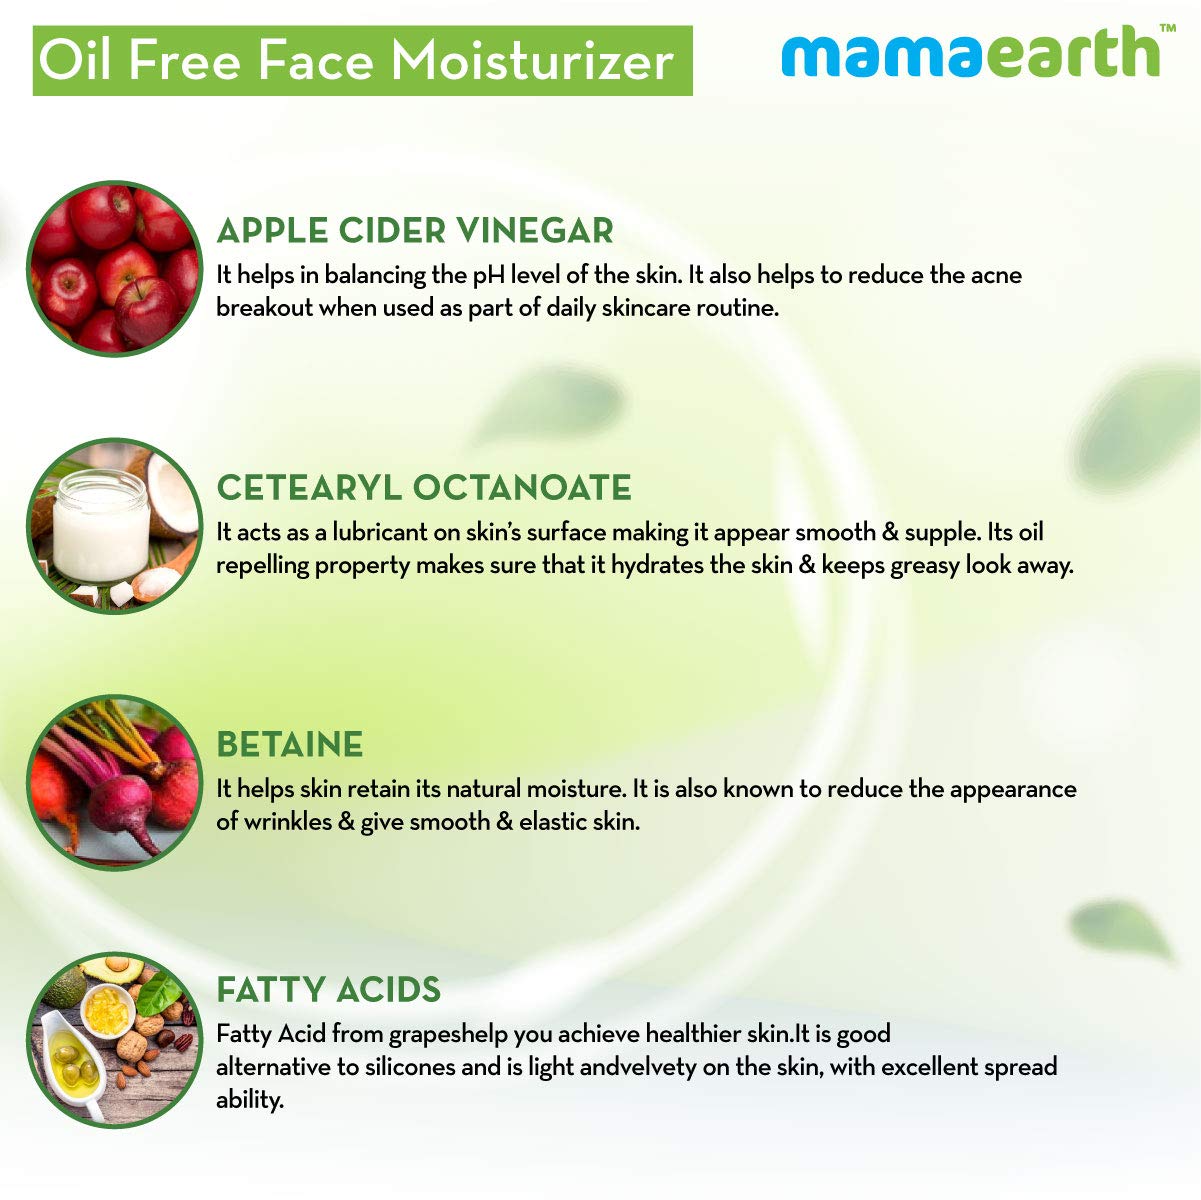 Oil Free Face Moisturizer
mamaearth™
APPLE CIDER VINEGAR
It helps in balancing the pH level of the skin. It also helps to reduce the acne
breakout when used as part of daily skincare routine.
CETEARYL OCTANOATE
It acts as a lubricant on skin's surface making it appear smooth & supple. Its oil
repelling property makes sure that it hydrates the skin & keeps greasy look away.
BETAINE
It helps skin retain its natural moisture. It is also known to reduce the appearance
of wrinkles & give smooth & elastic skin.
FATTY ACIDS
Fatty Acid from grapeshelp you achieve healthier skin.It is good
alternative to silicones and is light andvelvety on the skin, with excellent spread
ability.